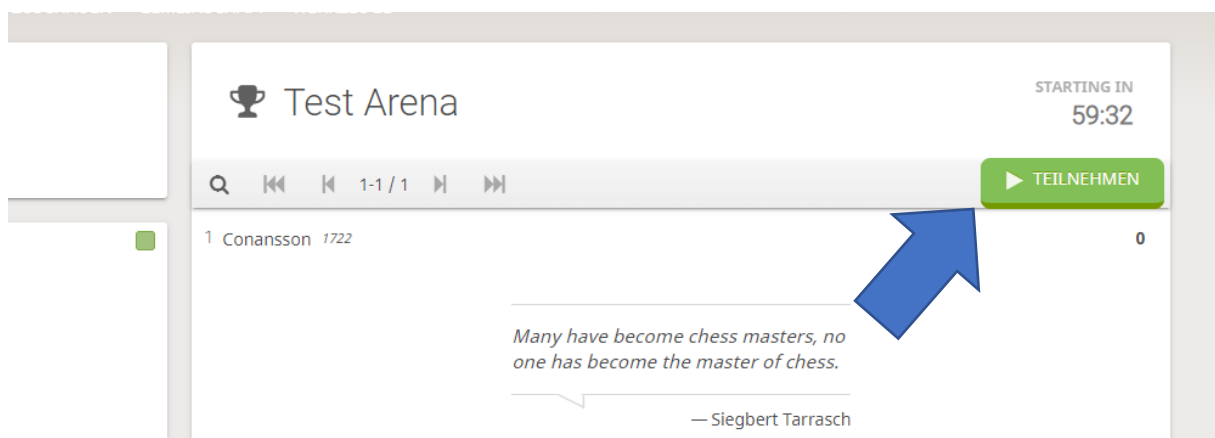 Test Arena
STARTING IN
59:32
1-1 / 1
TEILNEHMEN
1 Conansson 1722 0
Many have become chess masters, no
one has become the master of chess.
— Siegbert Tarrasch